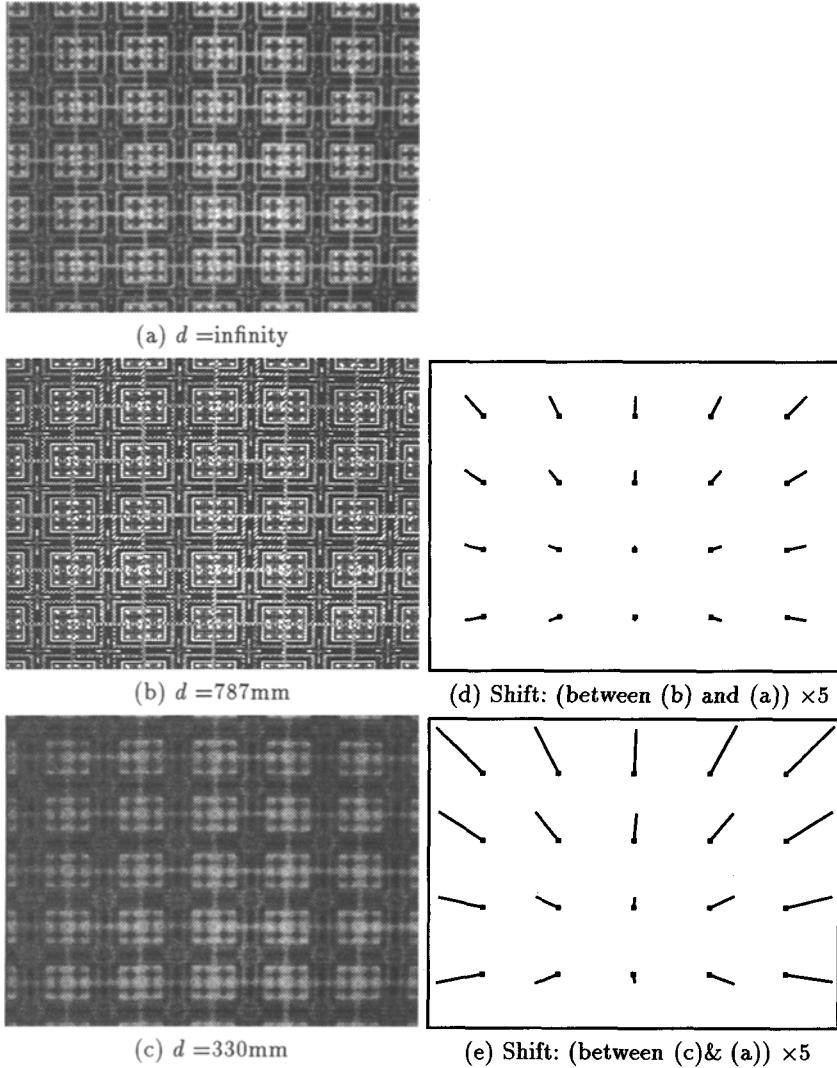 (a) d =infinity
(b) d =787mm
(d) Shift: (between (b) and (a)) ×5
(c) d =330mm
(e) Shift: (between (c)& (a)) ×5